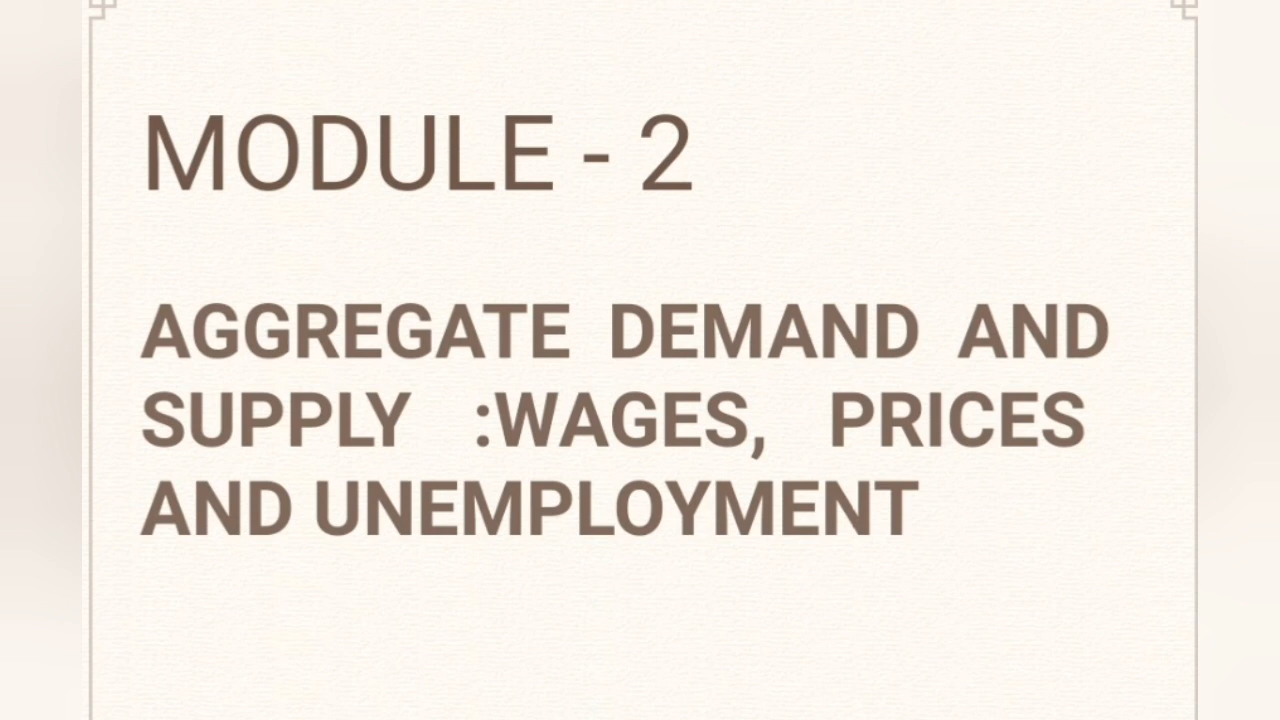 MODULE - 2
AGGREGATE DEMAND AND
SUPPLY :WAGES, PRICES
AND UNEMPLOYMENT